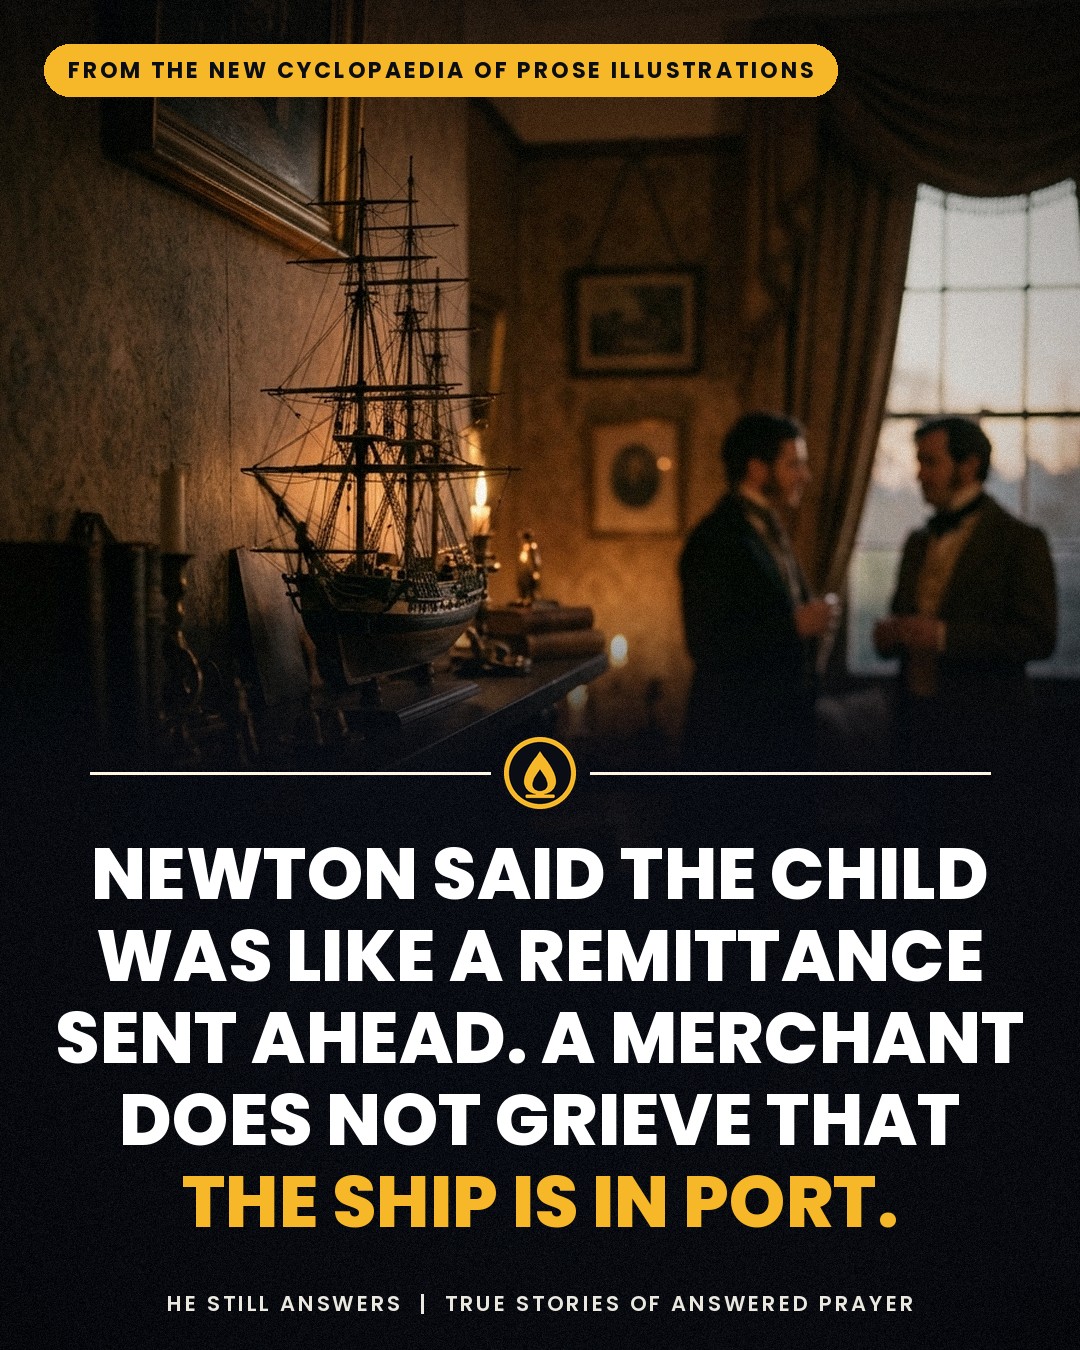 FROM THE NEW CYCLOPAEDIA OF PROSE ILLUSTRATIONS
NEWTON SAID THE CHILD
WAS LIKE A REMITTANCE
SENT AHEAD. A MERCHANT
DOES NOT GRIEVE THAT
THE SHIP IS IN PORT.
HE STILL ANSWERS | TRUE STORIES OF ANSWERED PRAYER